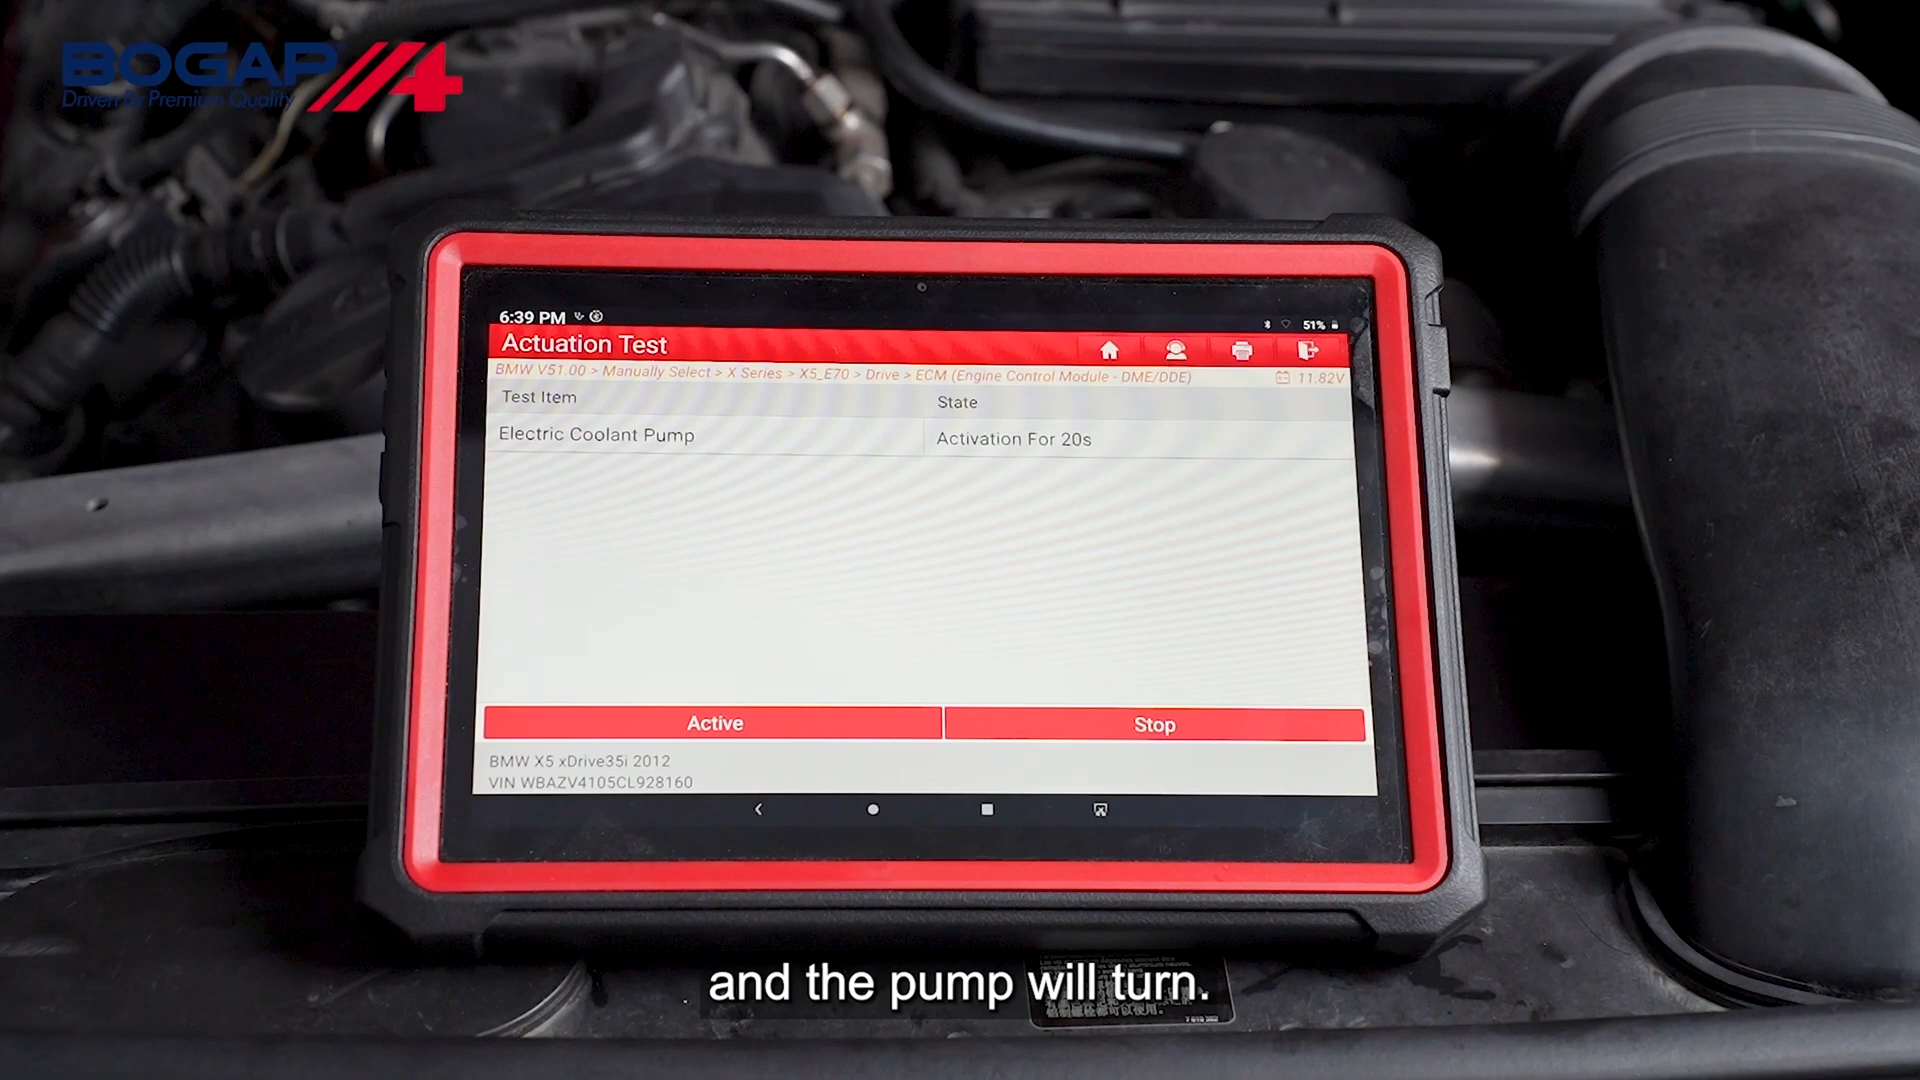 BOGAP
Driven By Premium Quality
6:39 PM
51%
Actuation Test
BMW V51.00 > Manually Select > X Series > X5_E70 > Drive > ECM (Engine Control Module - DME/DDE)
11.82V
Test Item
State
Electric Coolant Pump
Activation For 20s
Active
Stop
BMW X5 xDrive35i 2012
VIN WBAZV4105CL928160
and the pump will turn.